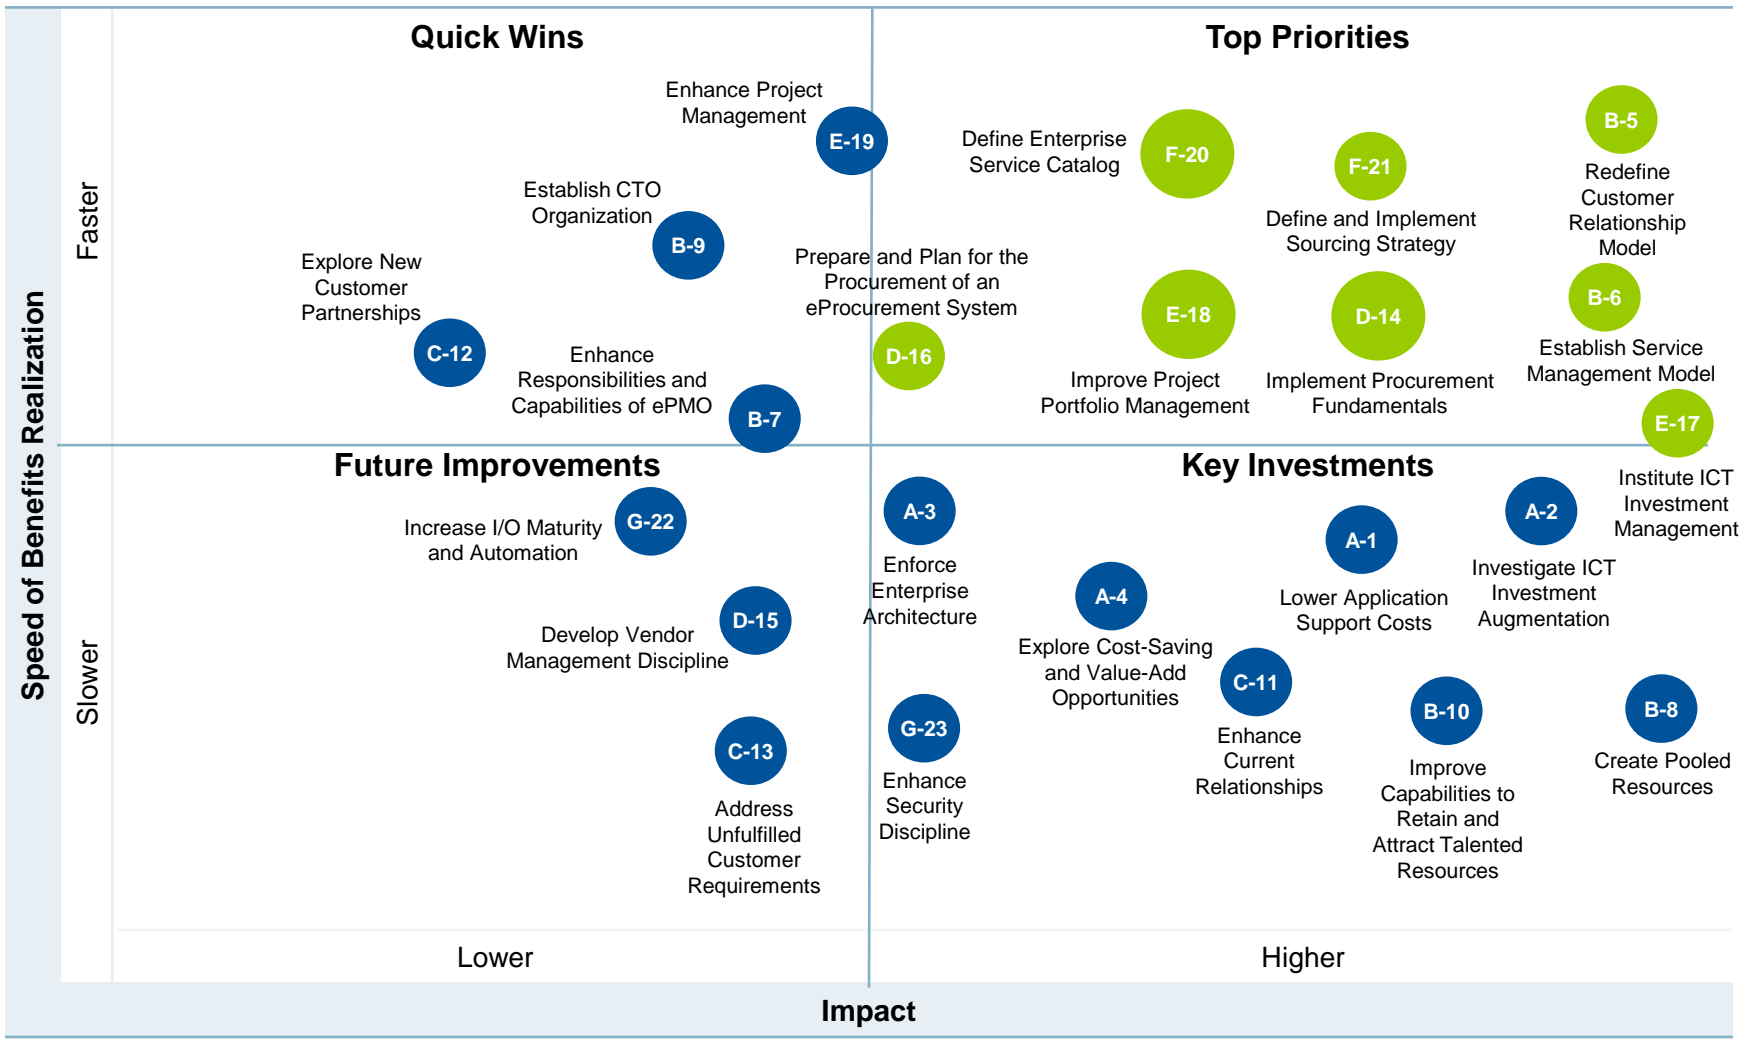 Quick Wins
Top Priorities
Enhance Project
Management
E-19
Define Enterprise
Service Catalog
F-20
F-21
Define and Implement
Sourcing Strategy
B-5
Redefine
Customer
Relationship
Model
Establish CTO
Organization
B-9
Explore New
Customer
Partnerships
C-12
Prepare and Plan for the
Procurement of an
eProcurement System
D-16
E-18
Improve Project
Portfolio Management
D-14
Implement Procurement
Fundamentals
B-6
Establish Service
Management Model
Enhance
Responsibilities and
Capabilities of ePMO
B-7
E-17
Institute ICT
Investment
Management
Future Improvements
Key Investments
Increase I/O Maturity
and Automation
G-22
A-3
Enforce
Enterprise
Architecture
A-4
Explore Cost-Saving
and Value-Add
Opportunities
A-1
Lower Application
Support Costs
A-2
Investigate ICT
Investment
Augmentation
Develop Vendor
Management Discipline
D-15
C-13
Address
Unfulfilled
Customer
Requirements
G-23
Enhance
Security
Discipline
C-11
Enhance
Current
Relationships
B-10
Improve
Capabilities to
Retain and
Attract Talented
Resources
B-8
Create Pooled
Resources
Speed of Benefits Realization
Faster
Slower
Lower
Higher
Impact